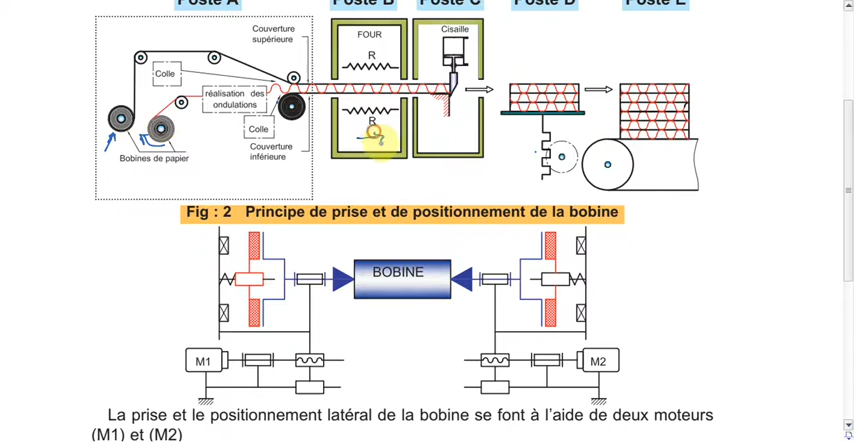 Poste A
Poste B
Poste C
Poste D
Poste E
Couverture
supérieure
FOUR
R
Cisaille
Colle
réalisation des
ondulations
Colle
R
Bobines de papier
Couverture
inférieure
Fig : 2 Principe de prise et de positionnement de la bobine
BOBINE
M1
M2
La prise et le positionnement latéral de la bobine se font à l'aide de deux moteurs
(M1) et (M2)